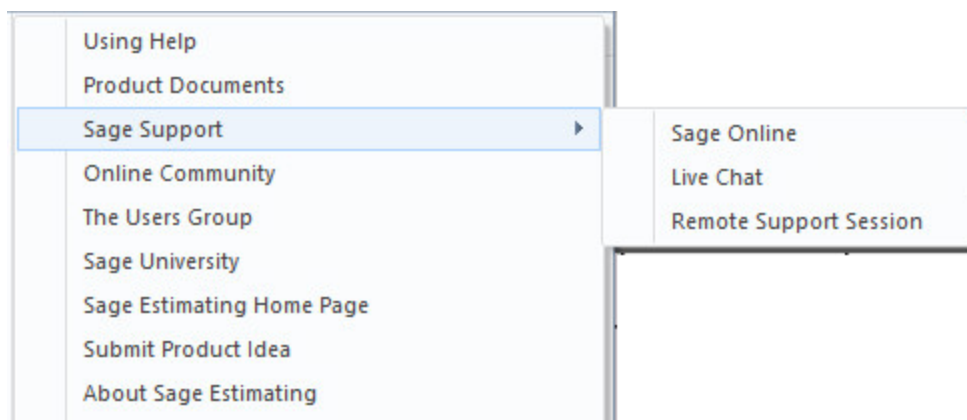 Using Help
Product Documents
Sage Support
Online Community
The Users Group
Sage University
Sage Estimating Home Page
Submit Product Idea
About Sage Estimating
Sage Online
Live Chat
Remote Support Session